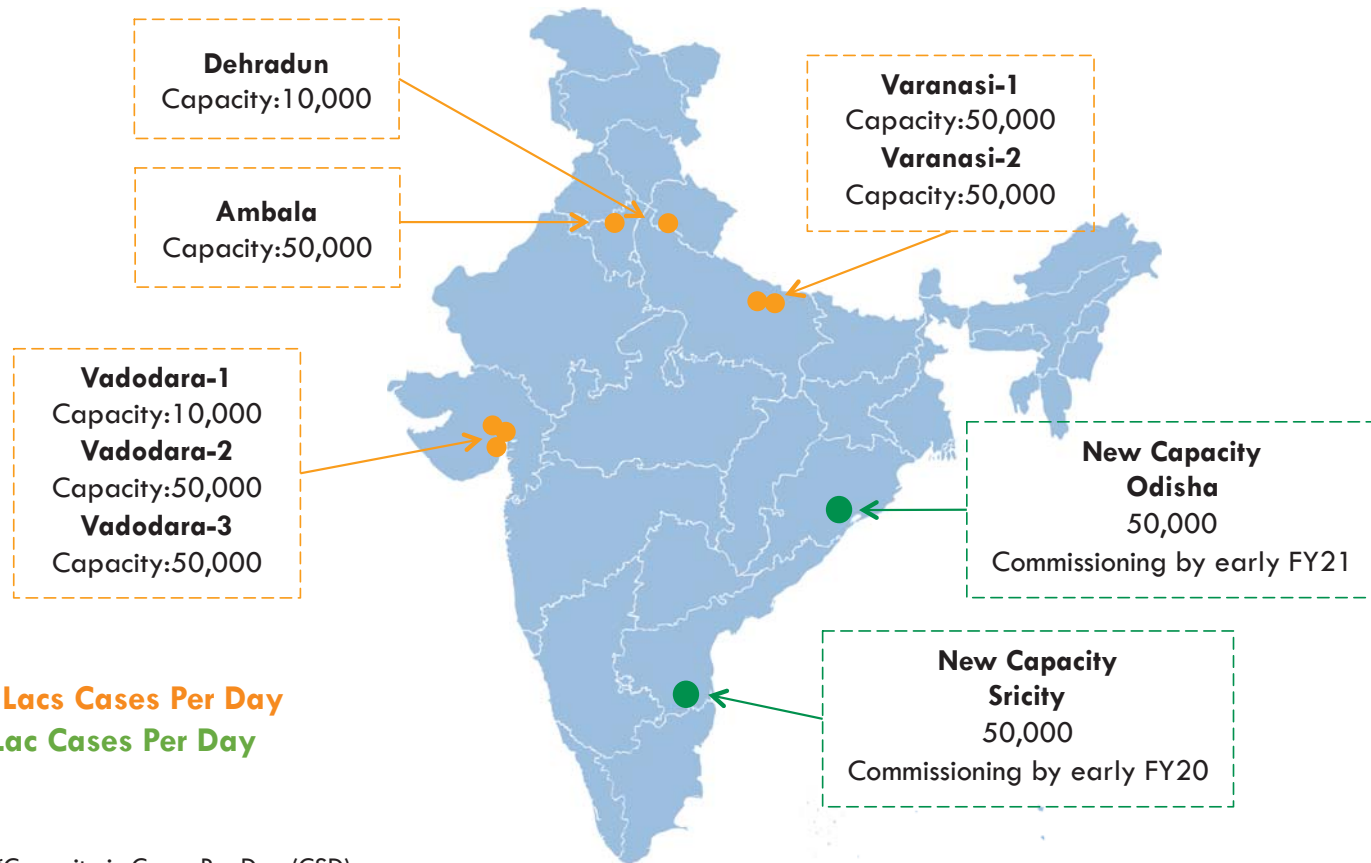 Dehradun
Capacity:10,000
Ambala
Capacity:50,000
Varanasi-1
Capacity:50,000
Varanasi-2
Capacity:50,000
Vadodara-1
Capacity:10,000
Vadodara-2
Capacity:50,000
Vadodara-3
Capacity:50,000
New Capacity
Odisha
50,000
Commissioning by early FY21
New Capacity
Sricity
50,000
Commissioning by early FY20
Lacs Cases Per Day
Cases Per Day